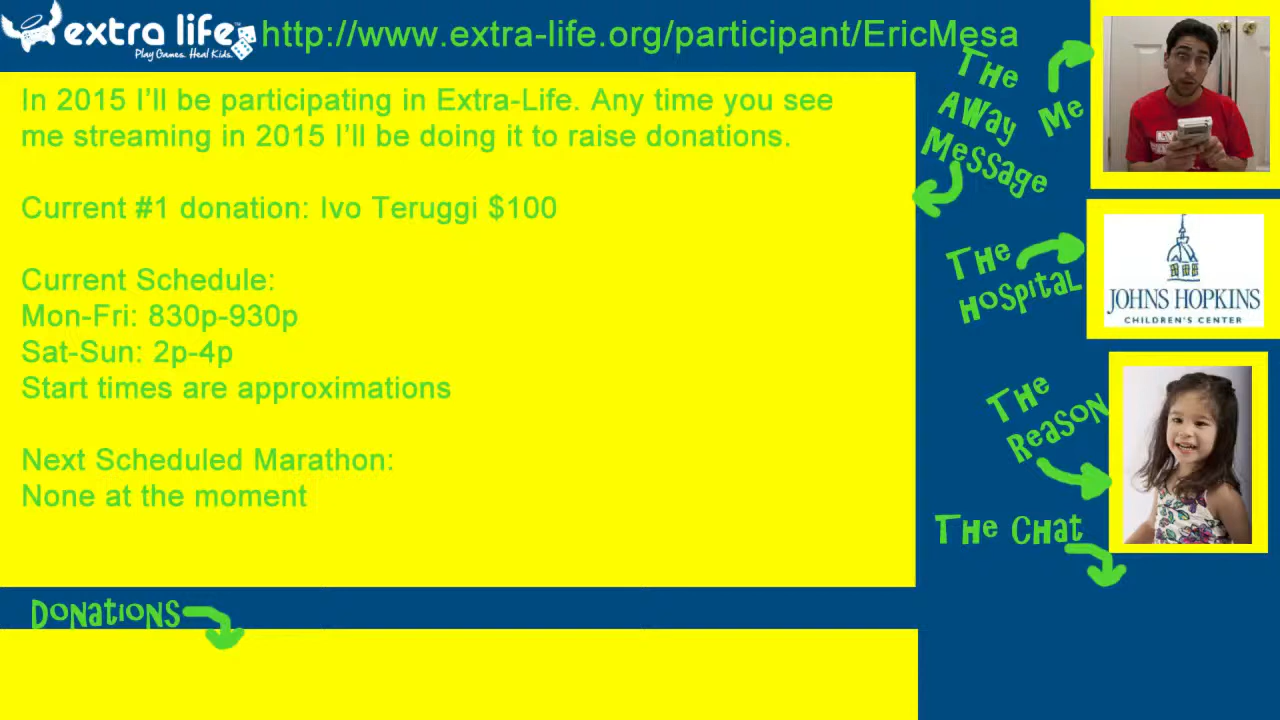 extra life
Play Games. Heal Kids.
http://www.extra-life.org/participant/EricMesa
In 2015 I'll be participating in Extra-Life. Any time you see
me streaming in 2015 I'll be doing it to raise donations.
Current #1 donation: Ivo Teruggi $100
Current Schedule:
Mon-Fri: 830p-930p
Sat-Sun: 2p-4p
Start times are approximations
Next Scheduled Marathon:
None at the moment
The
Away
Message
Me
The
Hospital
JOHNS HOPKINS
CHILDREN'S CENTER
The
Reason
The Chat
Donations